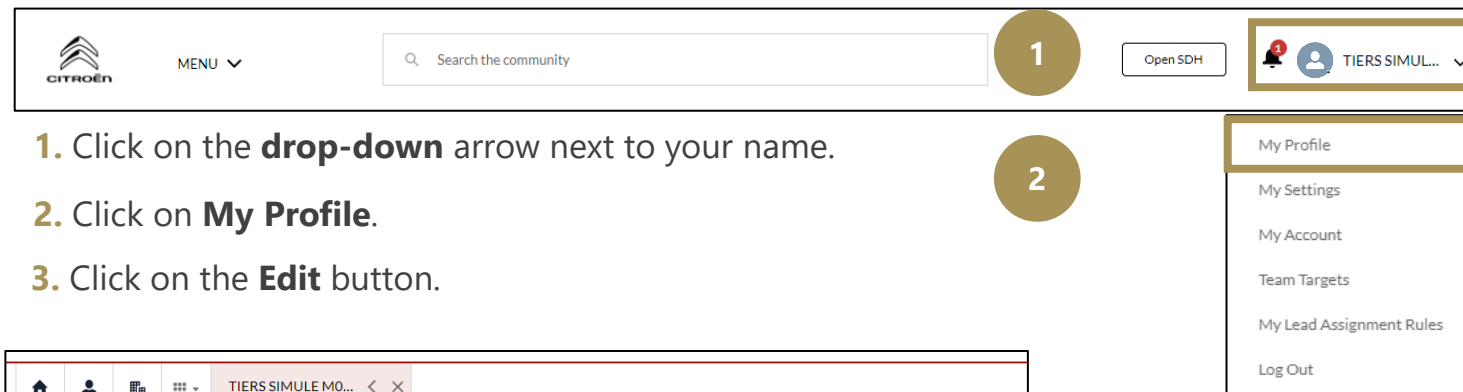 CITROËN
MENU
Search the community
1
Open SDH
1
TIERS SIMUL...
1. Click on the drop-down arrow next to your name.
2. Click on My Profile.
3. Click on the Edit button.
2
My Profile
My Settings
My Account
Team Targets
My Lead Assignment Rules
Log Out
TIERS SIMULE M0...